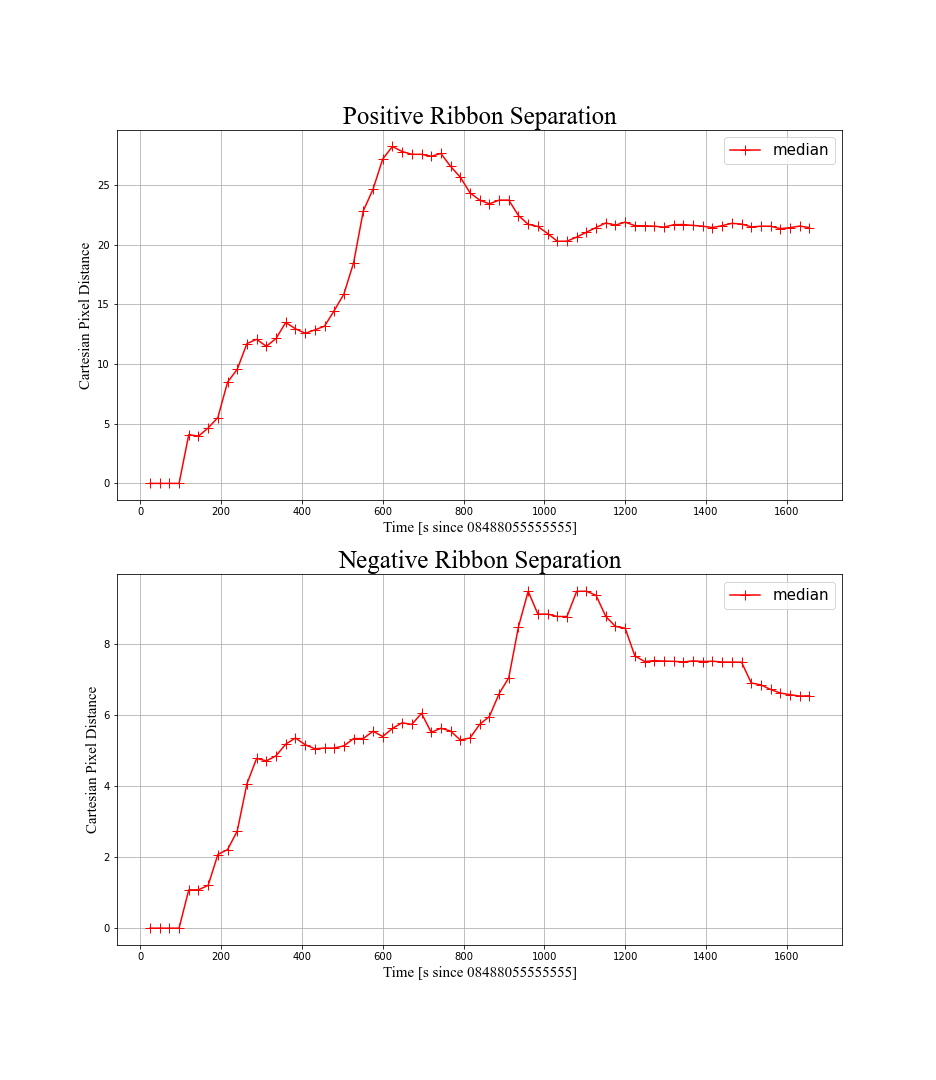 Positive Ribbon Separation
median
Cartesian Pixel Distance
25
20
15
10
5
0
0 200 400 600 800 1000 1200 1400 1600
Time [s since 08488055555555]
Negative Ribbon Separation
median
Cartesian Pixel Distance
8
6
4
2
0
0 200 400 600 800 1000 1200 1400 1600
Time [s since 08488055555555]